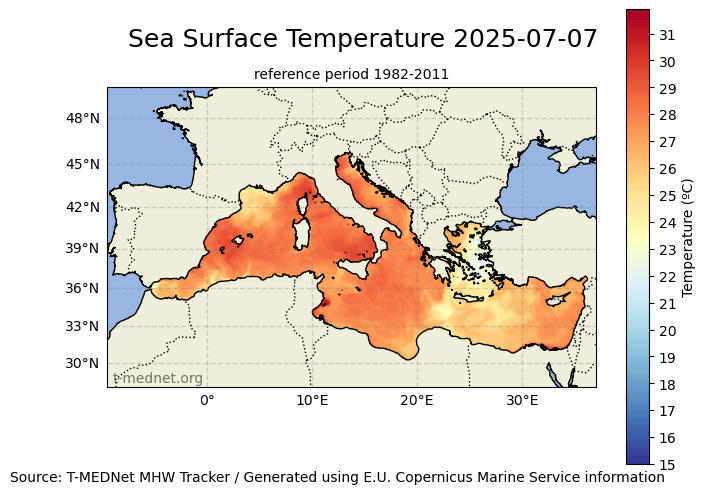 Sea Surface Temperature 2025-07-07
reference period 1982-2011
48°N
45°N
42°N
39°N
36°N
33°N
30°N
t-mednet.org
0°
10°E
20°E
30°E
31
30
29
28
27
26
25
24
23
22
21
20
19
18
17
16
15
Temperature (ºC)
Source: T-MEDNet MHW Tracker / Generated using E.U. Copernicus Marine Service information